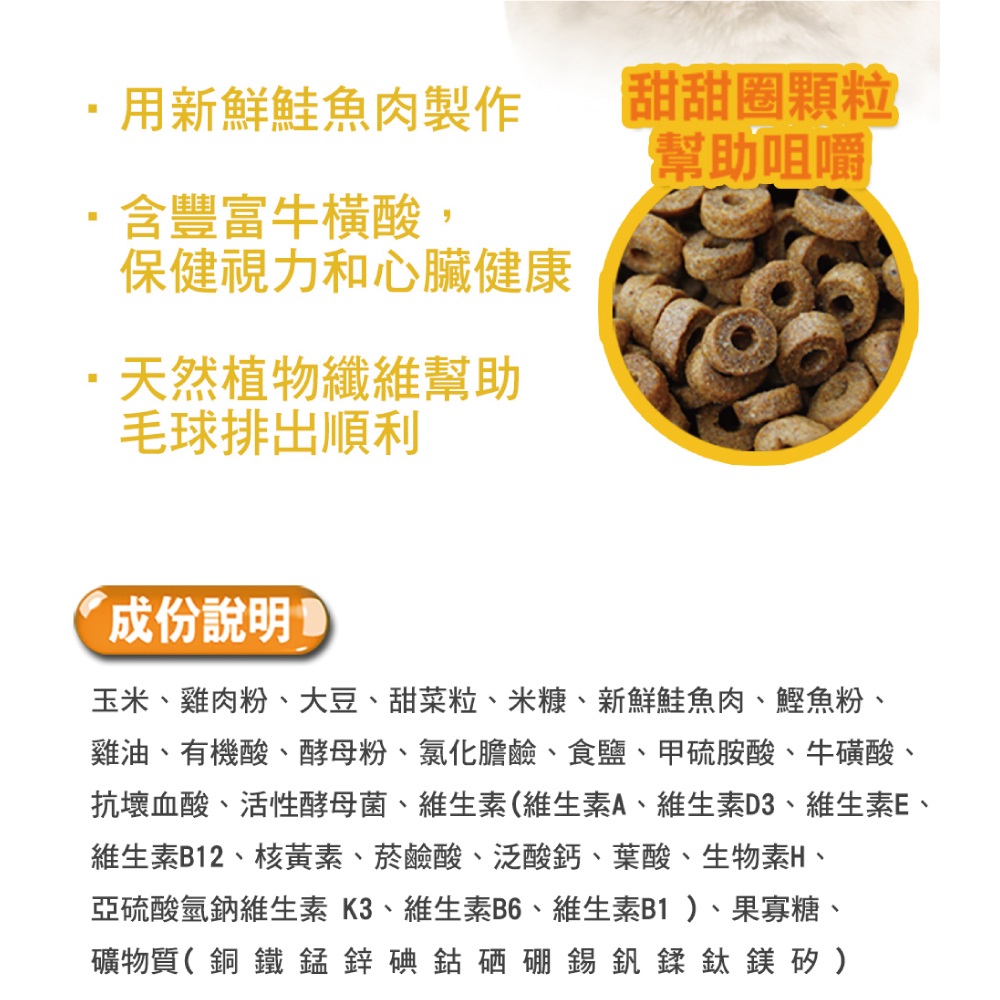 甜甜圈顆粒
幫助咀嚼
· 用新鮮鮭魚肉製作
· 含豐富牛橫酸，
保健視力和心臟健康
· 天然植物纖維幫助
毛球排出順利
成份說明
玉米、雞肉粉、大豆、甜菜粒、米糠、新鮮鮭魚肉、鰹魚粉、
雞油、有機酸、酵母粉、氯化膽鹼、食鹽、甲硫胺酸、牛磺酸、
抗壞血酸、活性酵母菌、維生素(維生素A、維生素D3、維生素E、
維生素B12、核黃素、菸鹼酸、泛酸鈣、葉酸、生物素H、
亞硫酸氫鈉維生素 K3、維生素B6、維生素B1 )、果寡糖、
礦物質( 銅 鐵 錳 鋅 碘 鈷 硒 硼 錫 釩 鍒 鈦 鎂 矽 )